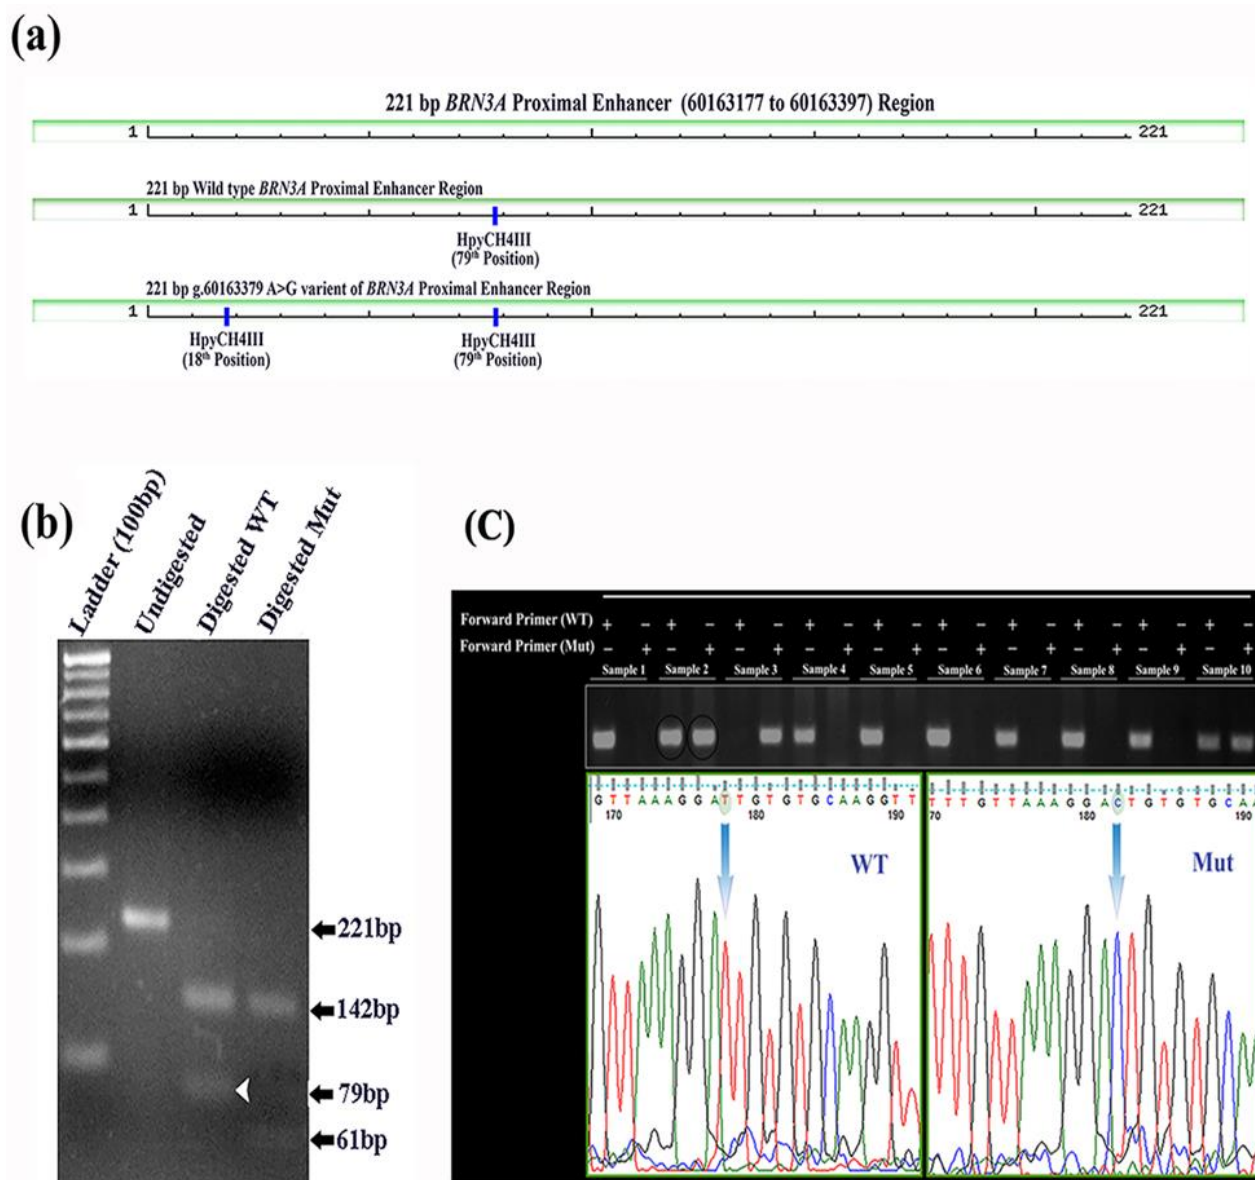 (a)
221 bp BRN3A Proximal Enhancer (60163177 to 60163397) Region
1 221
221 bp Wild type BRN3A Proximal Enhancer Region
1 221
HpyCH4III
(79th Position)
221 bp g.60163379 A>G varient of BRN3A Proximal Enhancer Region
1 221
HpyCH4III HpyCH4III
(18th Position) (79th Position)
(b)
Ladder (100bp)
Undigested
Digested WT
Digested Mut
221bp
142bp
79bp
61bp
(C)
Forward Primer (WT) + - + - + - + - + - + - + - + - + - + -
Forward Primer (Mut) - + - + - + - + - + - + - + - + - + - +
Sample 1 Sample 2 Sample 3 Sample 4 Sample 5 Sample 6 Sample 7 Sample 8 Sample 9 Sample 10
GTTAAAGGATTGTGTGCAAGGTT TTTGTTAAAGGACTGTGTGCAA
170 180 190 70 180 190
WT Mut